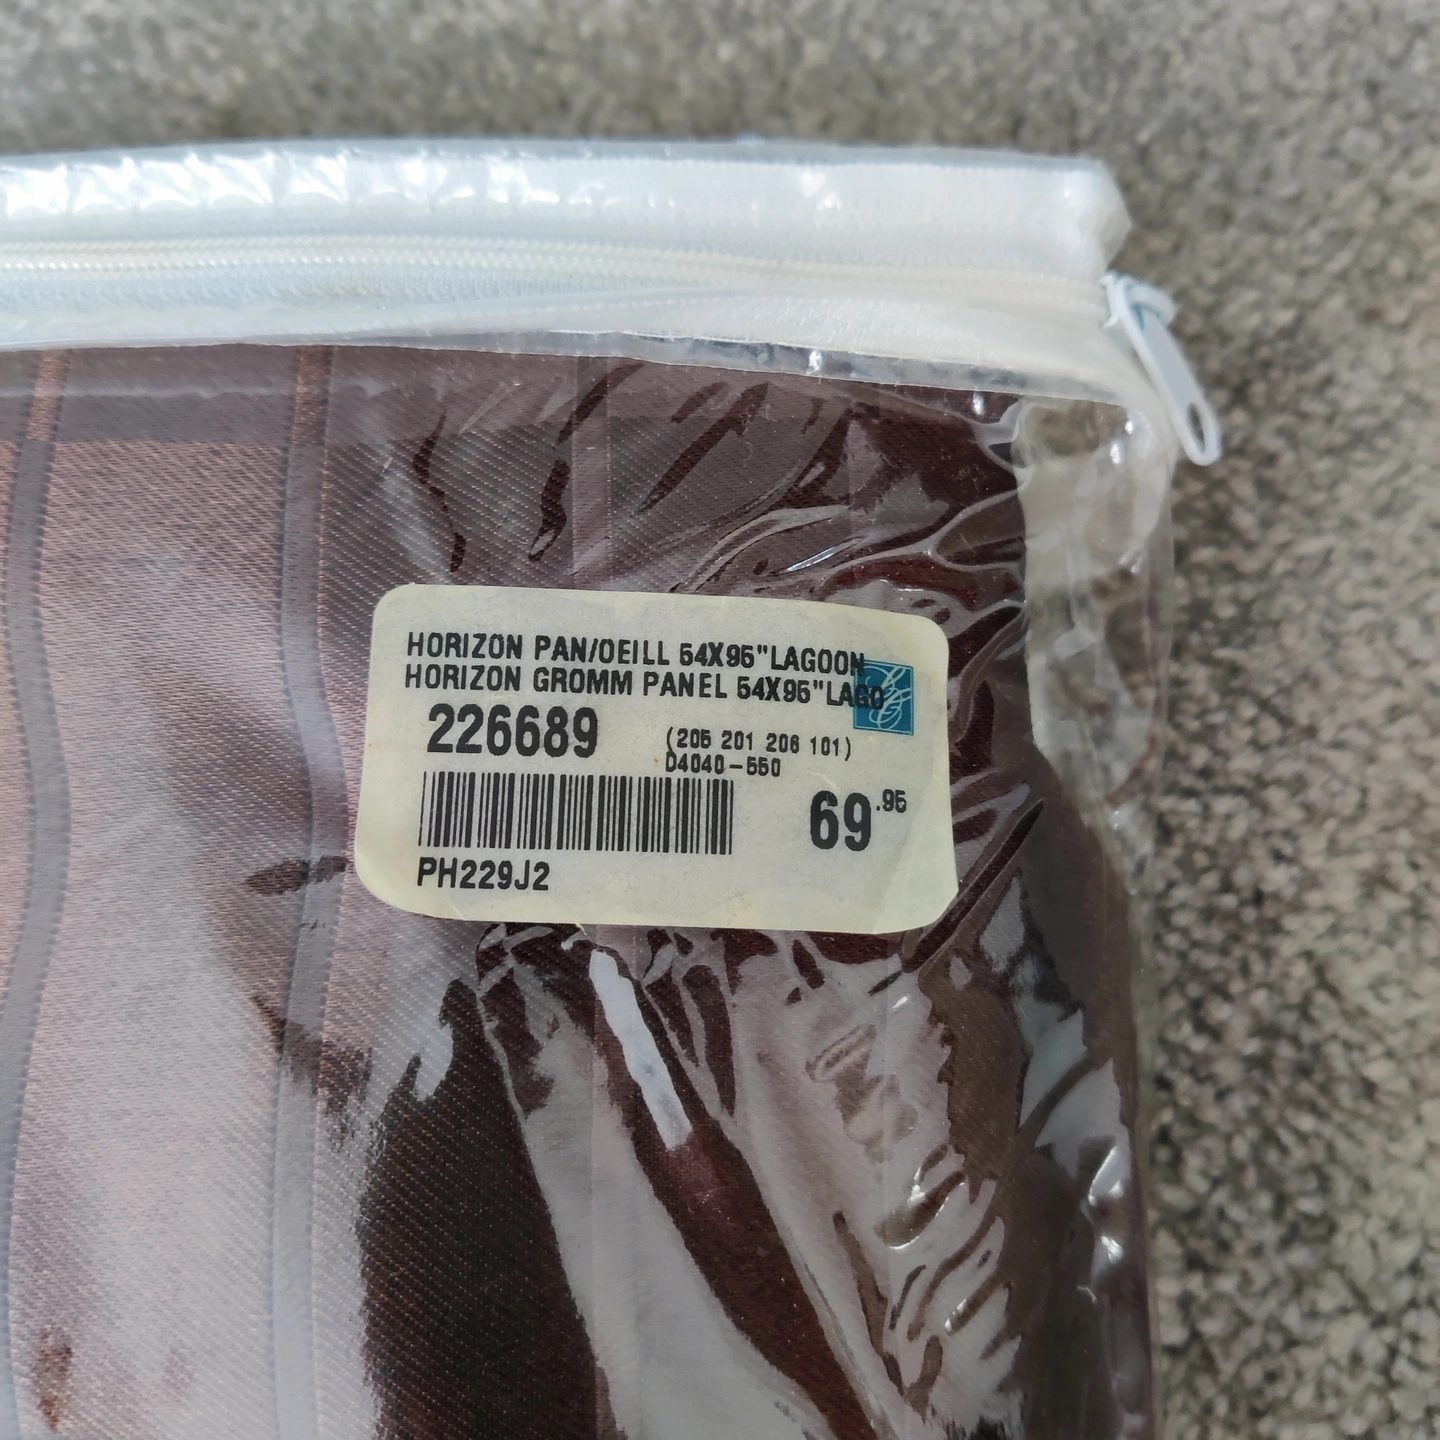 HORIZON PAN/OEILL 54X95"LAGOON
HORIZON GROMM PANEL 54X95"LAGO
226689
(205 201 206 101)
D4040-550
69.95
PH229J2